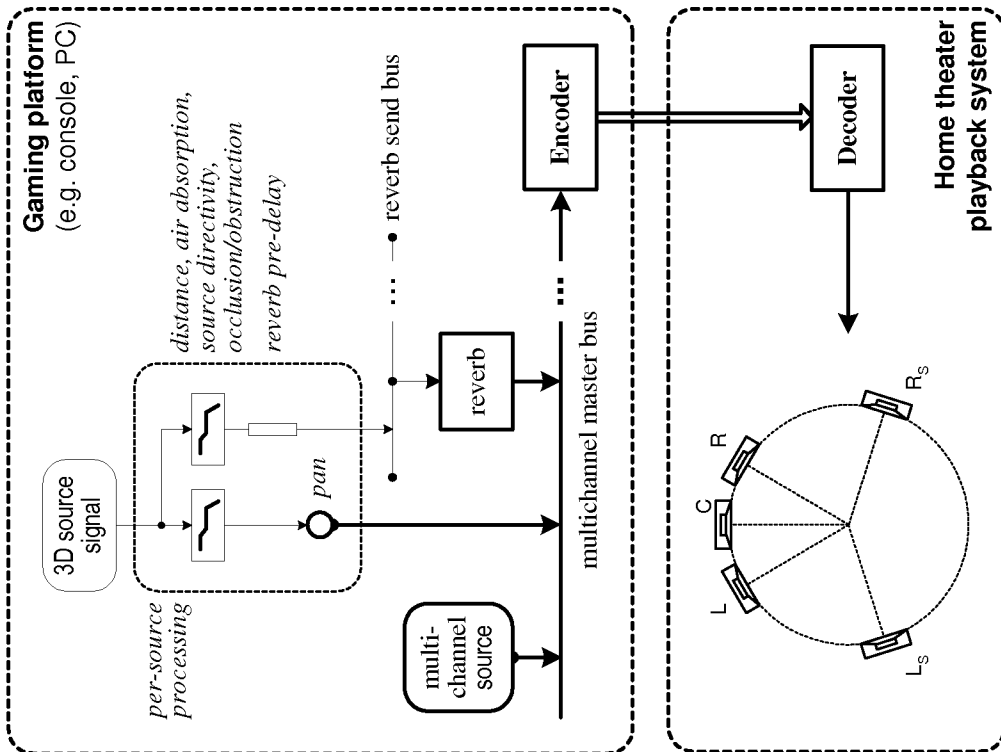 Gaming platform
(e.g. console, PC)
3D source
signal
per-source
processing
distance, air absorption,
source directivity,
occlusion/obstruction
reverb pre-delay
pan
reverb send bus
reverb
multi-
channel
source
multichannel master bus
Encoder
Decoder
Home theater
playback system
L
C
R
LS
RS